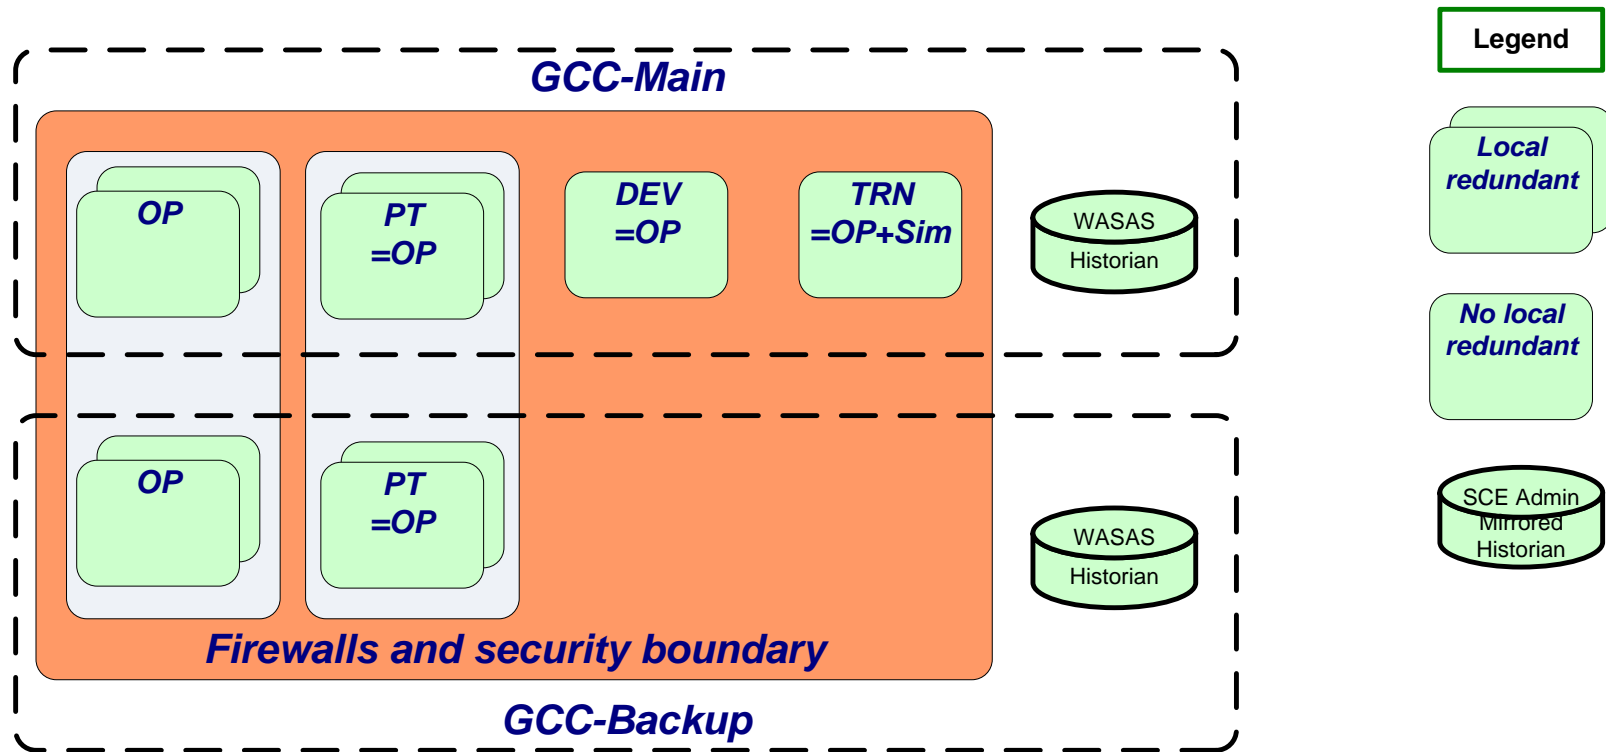 GCC-Main
OP
PT
=OP
DEV
=OP
TRN
=OP+Sim
WASAS
Historian
OP
PT
=OP
WASAS
Historian
Firewalls and security boundary
GCC-Backup
Legend
Local
redundant
No local
redundant
SCE Admin
Mirrored
Historian